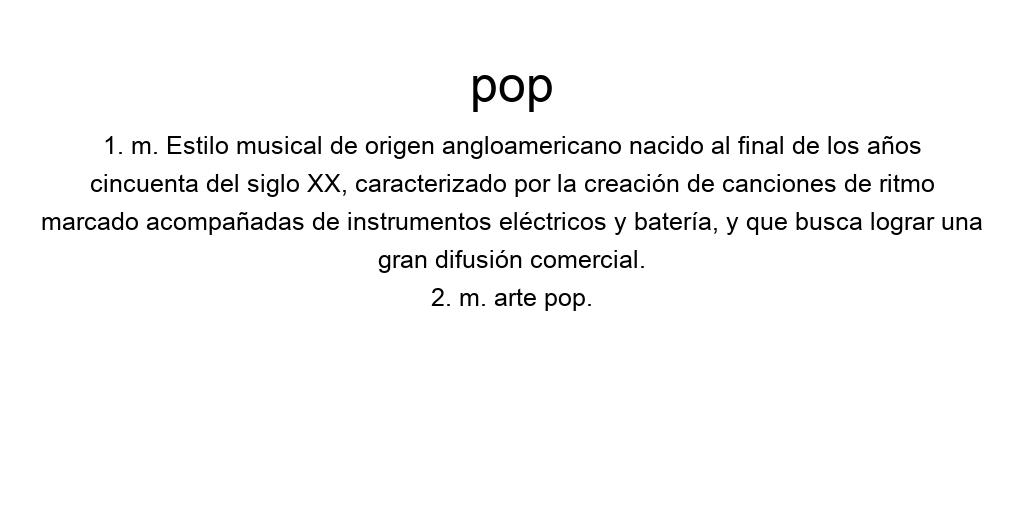 pop
1. m. Estilo musical de origen angloamericano nacido al final de los años
cincuenta del siglo XX, caracterizado por la creación de canciones de ritmo
marcado acompañadas de instrumentos eléctricos y batería, y que busca lograr una
gran difusión comercial.
2. m. arte pop.